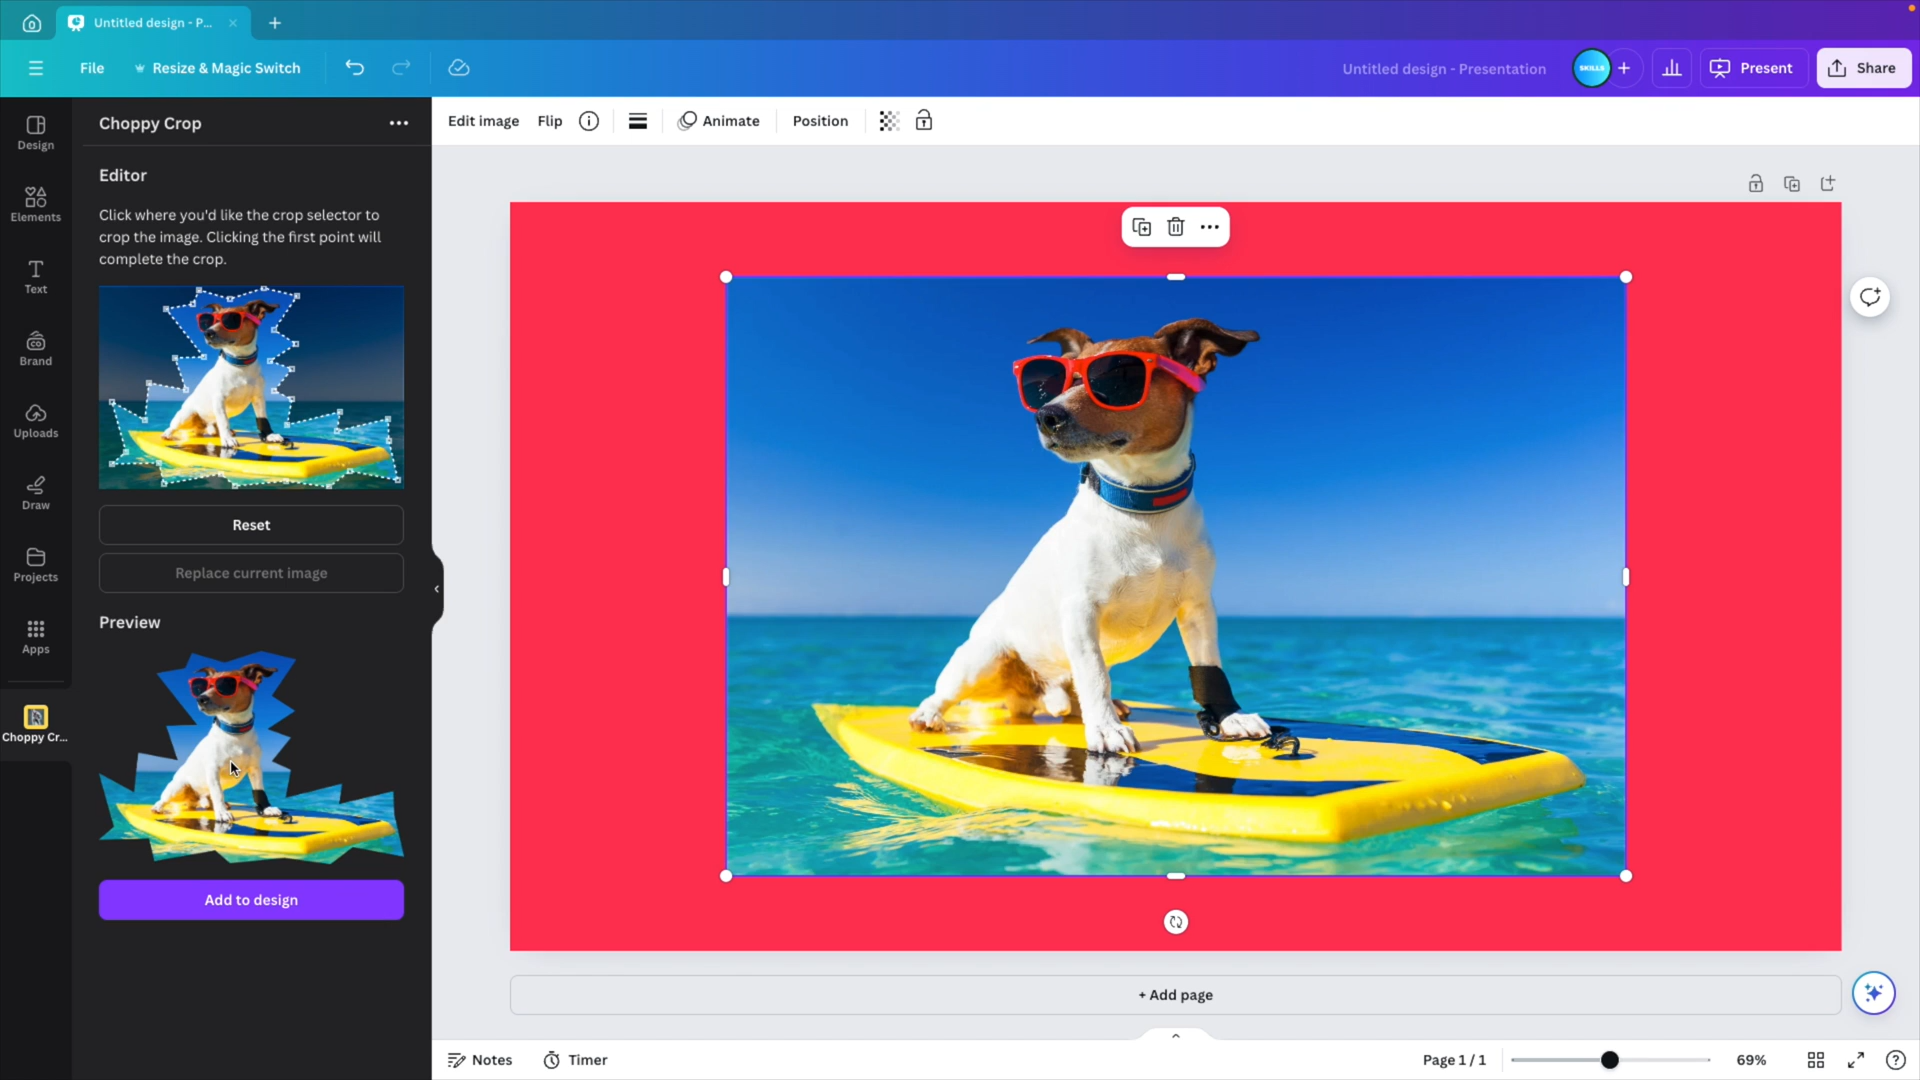 Untitled design - P...
File
Resize & Magic Switch
Untitled design - Presentation
SKILLS
Present
Share
Design
Elements
Text
Brand
Uploads
Draw
Projects
Apps
Choppy Cr...
Choppy Crop
Editor
Click where you'd like the crop selector to
crop the image. Clicking the first point will
complete the crop.
Reset
Replace current image
Preview
Add to design
Edit image
Flip
Animate
Position
+ Add page
Notes
Timer
Page 1 / 1
69%